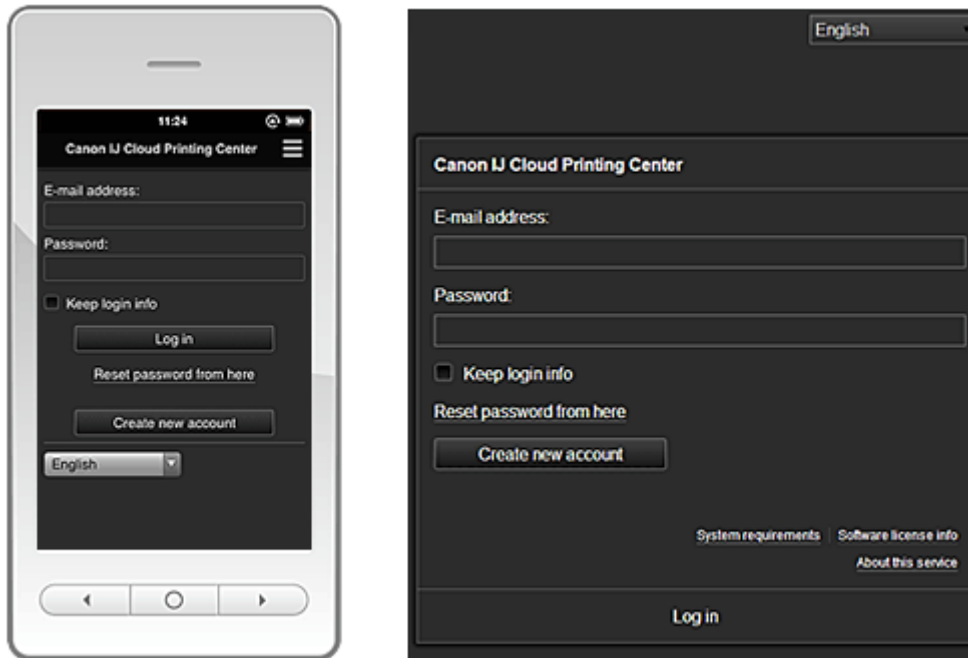 11:24
Canon IJ Cloud Printing Center
E-mail address:
Password:
Keep login info
Log in
Reset password from here
Create new account
English
English
Canon IJ Cloud Printing Center
E-mail address:
Password:
Keep login info
Reset password from here
Create new account
System requirements Software license info
About this service
Log in